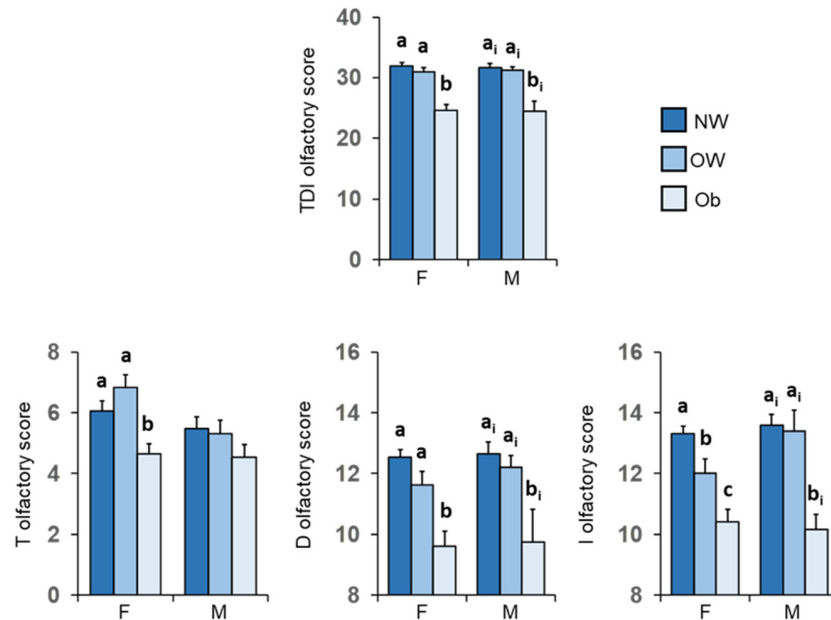 TDI olfactory score
40
30
20
10
0
a a b
a i a i b i
F M
NW
OW
Ob
T olfactory score
8
6
4
2
0
a a b
F M
D olfactory score
16
14
12
10
8
a a b
a i a i b i
F M
I olfactory score
16
14
12
10
8
a b c
a i a i b i
F M